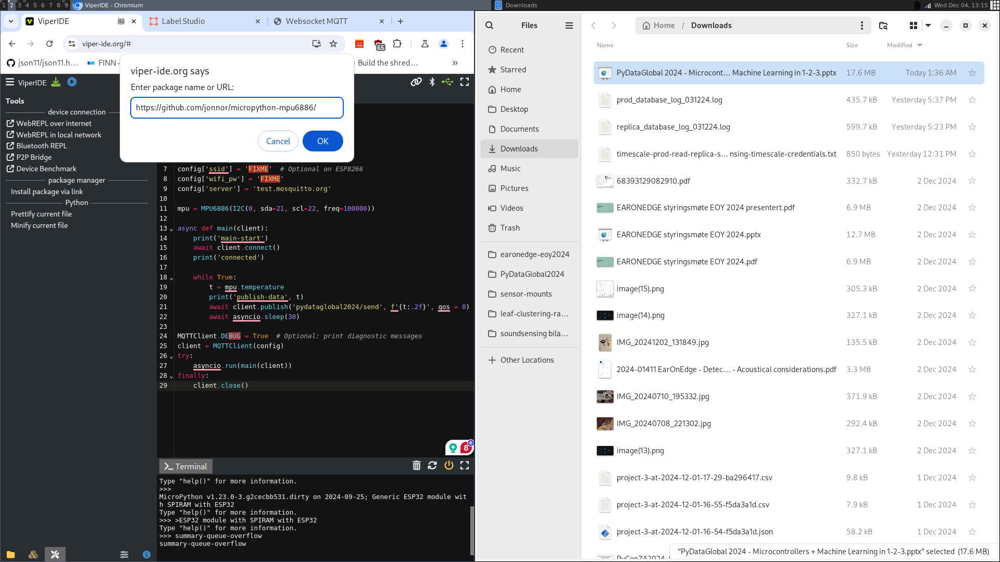 1 2 3 4 5 6 7 8 9 ViperIDE - Chromium
Downloads
Wed Dec 04, 13:15
ViperIDE
Label Studio
Websocket MQTT
viper-ide.org/#
65
json11/json11.h...
FINN -
Build the shred...
viper-ide.org says
Enter package name or URL:
https://github.com/jonnor/micropython-mpu6886/
Cancel
OK
ViperIDE
Tools
device connection
WebREPL over internet
WebREPL in local network
Bluetooth REPL
P2P Bridge
Device Benchmark
package manager
Install package via link
Python
Prettify current file
Minify current file
7 config['ssid'] = 'FIXME'  # Optional on ESP8266
8 config['wifi_pw'] = 'FIXME'
9 config['server'] = 'test.mosquitto.org'
10
11 mpu = MPU6886(I2C(0, sda=21, scl=22, freq=100000))
12
13 async def main(client):
14     print('main-start')
15     await client.connect()
16     print('connected')
17
18     while True:
19         t = mpu.temperature
20         print('publish-data', t)
21         await client.publish('pydataglobal2024/send', f'{t:.2f}', qos = 0)
22         await asyncio.sleep(30)
23
24 MQTTClient.DEBUG = True  # Optional: print diagnostic messages
25 client = MQTTClient(config)
26 try:
27     asyncio.run(main(client))
28 finally:
29     client.close()
8
Terminal
Type "help()" for more information.
>>>
MicroPython v1.23.0-3.g2cecbb531.dirty on 2024-09-25; Generic ESP32 module wit
h SPIRAM with ESP32
Type "help()" for more information.
>>> >ESP32 module with SPIRAM with ESP32
Type "help()" for more information.
>>> summary-queue-overflow
summary-queue-overflow
Files
Recent
Starred
Home
Desktop
Documents
Downloads
Music
Pictures
Videos
Trash
earonedge-eoy2024
PyDataGlobal2024
sensor-mounts
leaf-clustering-ra...
soundsensing bila...
Other Locations
Home / Downloads
Name Size Modified
PyDataGlobal 2024 - Microcont... Machine Learning in 1-2-3.pptx 17.6 MB Today 1:36 AM
prod_database_log_031224.log 435.7 kB Yesterday 5:37 PM
replica_database_log_031224.log 599.7 kB Yesterday 5:23 PM
timescale-prod-read-replica-s... nsing-timescale-credentials.txt 850 bytes Yesterday 12:31 PM
68393129082910.pdf 332.7 kB 2 Dec 2024
EARONEDGE styringsmøte EOY 2024 presentert.pdf 6.9 MB 2 Dec 2024
EARONEDGE styringsmøte EOY 2024.pptx 12.7 MB 2 Dec 2024
EARONEDGE styringsmøte EOY 2024.pdf 6.9 MB 2 Dec 2024
image(15).png 305.3 kB 2 Dec 2024
image(14).png 327.1 kB 2 Dec 2024
IMG_20241202_131849.jpg 135.5 kB 2 Dec 2024
2024-01411 EarOnEdge - Detec... - Acoustical considerations.pdf 3.3 MB 2 Dec 2024
IMG_20240710_195332.jpg 371.9 kB 2 Dec 2024
IMG_20240708_221302.jpg 292.4 kB 2 Dec 2024
image(13).png 327.1 kB 2 Dec 2024
project-3-at-2024-12-01-17-29-ba296417.csv 9.8 kB 1 Dec 2024
project-3-at-2024-12-01-16-55-f5da3a1d.csv 7.9 kB 1 Dec 2024
project-3-at-2024-12-01-16-54-f5da3a1d.json 58.2 kB 1 Dec 2024
"PyDataGlobal 2024 - Microcontrollers + Machine Learning in 1-2-3.pptx" selected (17.6 MB)